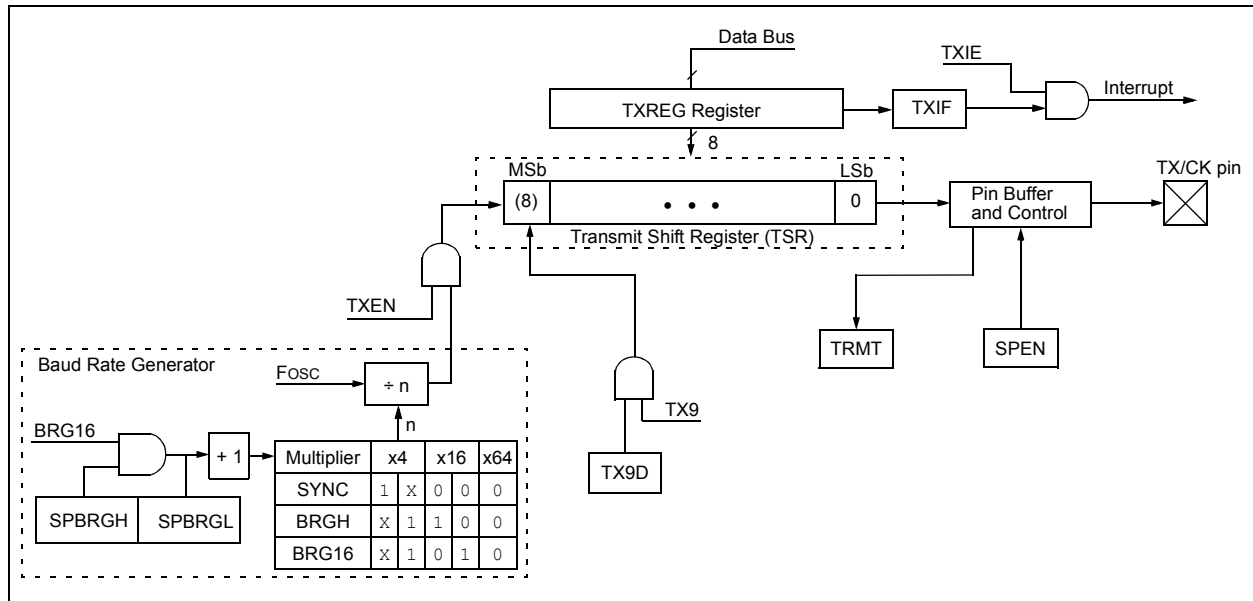 Data Bus
TXIE
Interrupt
TXREG Register
TXIF
8
MSb
LSb
TX/CK pin
(8)
• • •
0
Pin Buffer
and Control
Transmit Shift Register (TSR)
TXEN
TRMT
SPEN
Baud Rate Generator
FOSC
÷ n
n
TX9
BRG16
+ 1
Multiplier x4 x16 x64
SYNC 1 X 0 0 0
BRGH X 1 1 0 0
BRG16 X 1 0 1 0
SPBRGH SPBRGL
TX9D